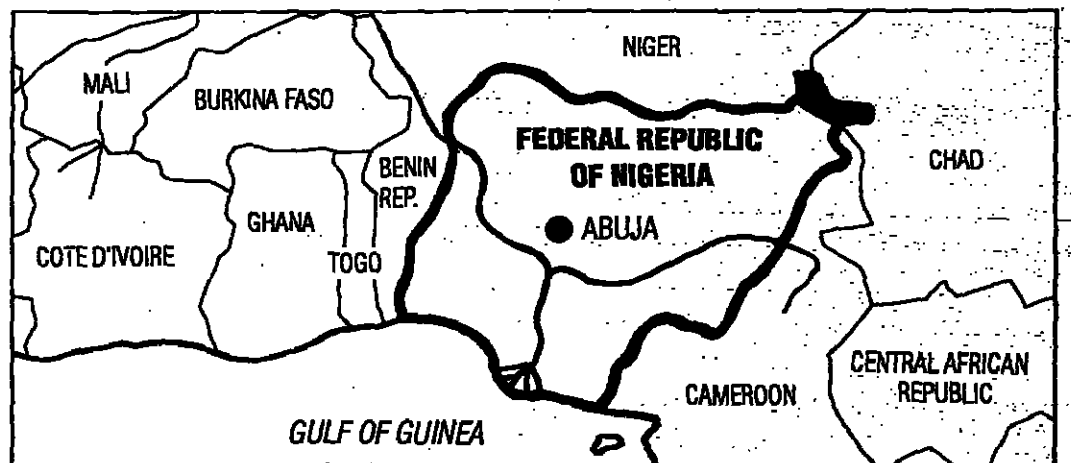 NIGER
MALI
BURKINA FASO
FEDERAL REPUBLIC
OF NIGERIA
CHAD
BENIN
REP.
GHANA
ABUJA
COTE D'IVOIRE
TOGO
CENTRAL AFRICAN
REPUBLIC
CAMEROON
GULF OF GUINEA